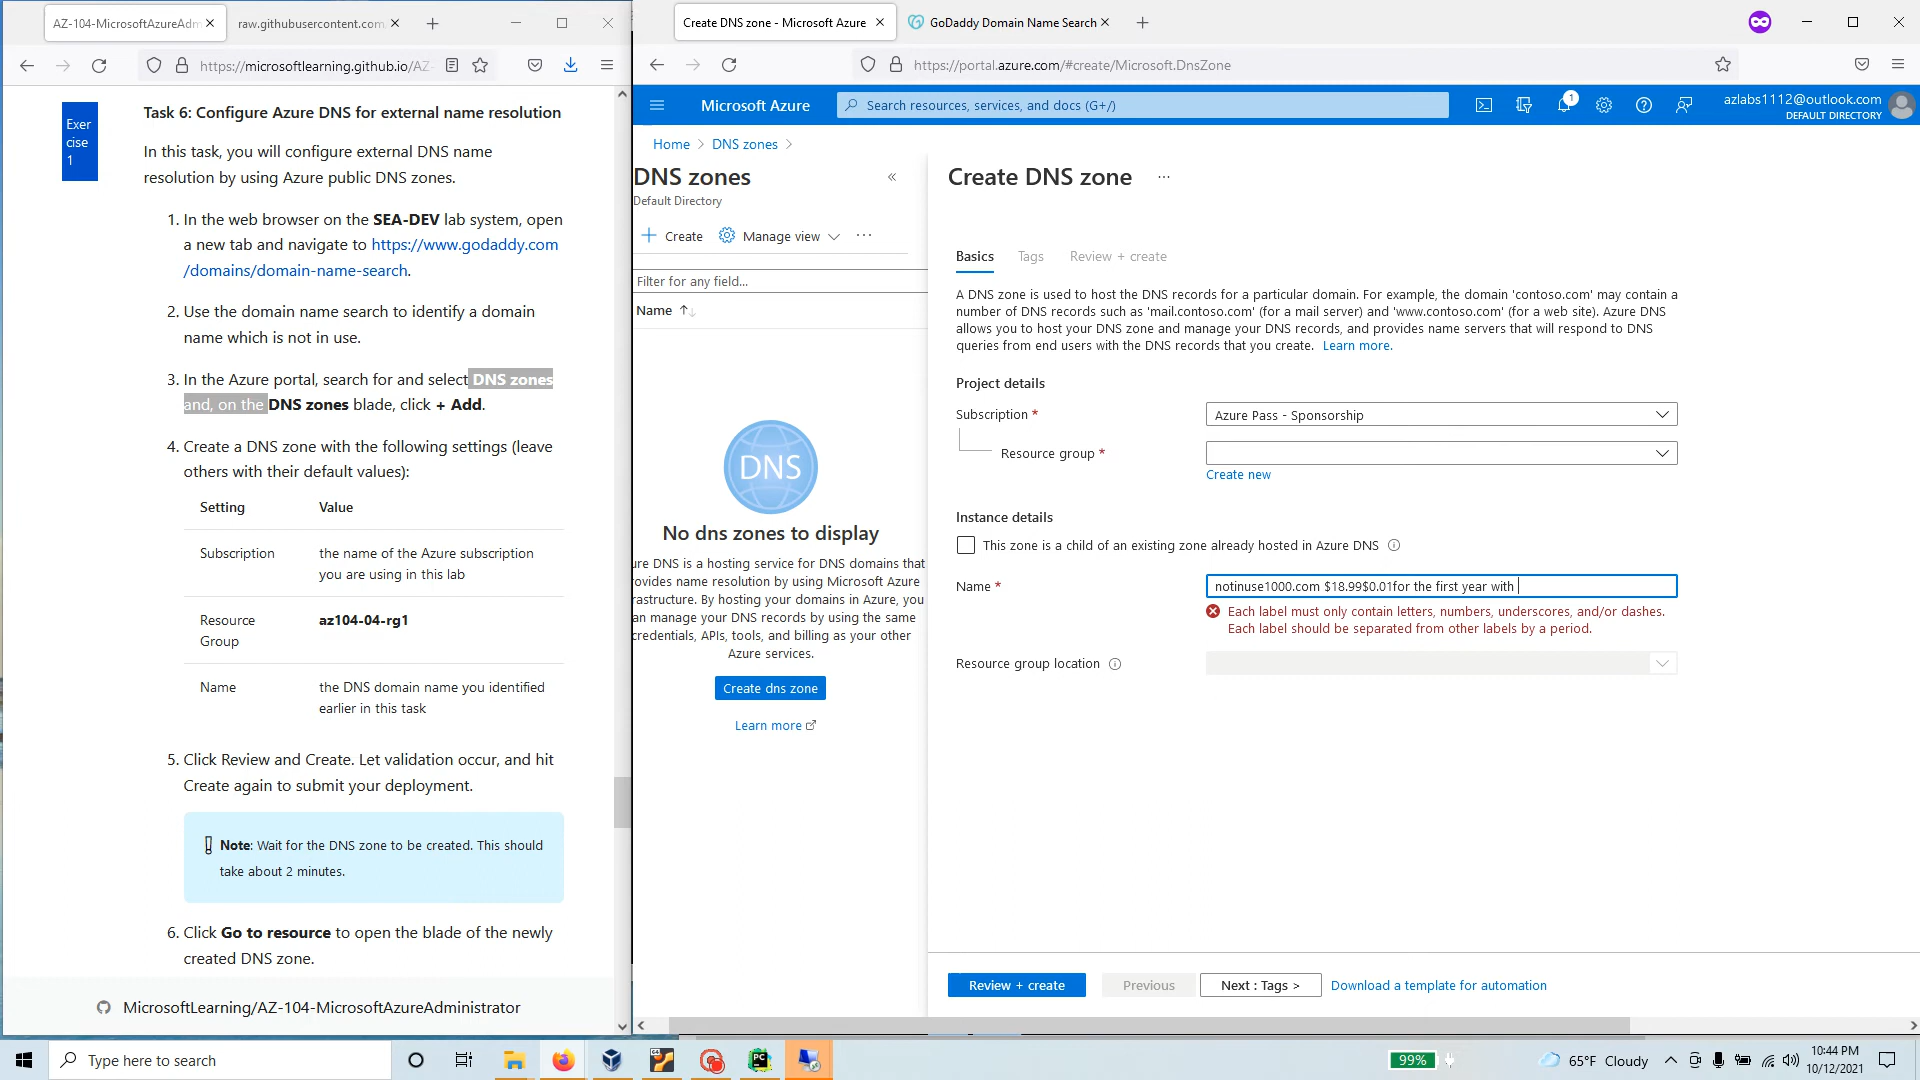 AZ-104-MicrosoftAzureAdm
raw.githubusercontent.com
https://microsoftlearning.github.io/AZ-
Exer
cise
1
Task 6: Configure Azure DNS for external name resolution
In this task, you will configure external DNS name
resolution by using Azure public DNS zones.
1. In the web browser on the SEA-DEV lab system, open
a new tab and navigate to https://www.godaddy.com
/domains/domain-name-search.
2. Use the domain name search to identify a domain
name which is not in use.
3. In the Azure portal, search for and select DNS zones
and, on the DNS zones blade, click + Add.
4. Create a DNS zone with the following settings (leave
others with their default values):
Setting Value
Subscription the name of the Azure subscription
you are using in this lab
Resource az104-04-rg1
Group
Name the DNS domain name you identified
earlier in this task
5. Click Review and Create. Let validation occur, and hit
Create again to submit your deployment.
Note: Wait for the DNS zone to be created. This should
take about 2 minutes.
6. Click Go to resource to open the blade of the newly
created DNS zone.
MicrosoftLearning/AZ-104-MicrosoftAzureAdministrator
Create DNS zone - Microsoft Azure
GoDaddy Domain Name Search
https://portal.azure.com/#create/Microsoft.DnsZone
Microsoft Azure
Search resources, services, and docs (G+/)
1
azlabs1112@outlook.com
DEFAULT DIRECTORY
Home > DNS zones >
DNS zones
Default Directory
Create
Manage view
Filter for any field...
Name
DNS
No dns zones to display
ure DNS is a hosting service for DNS domains that
rovides name resolution by using Microsoft Azure
rastructure. By hosting your domains in Azure, you
an manage your DNS records by using the same
credentials, APIs, tools, and billing as your other
Azure services.
Create dns zone
Learn more
Create DNS zone
Basics Tags Review + create
A DNS zone is used to host the DNS records for a particular domain. For example, the domain 'contoso.com' may contain a
number of DNS records such as 'mail.contoso.com' (for a mail server) and 'www.contoso.com' (for a web site). Azure DNS
allows you to host your DNS zone and manage your DNS records, and provides name servers that will respond to DNS
queries from end users with the DNS records that you create. Learn more.
Project details
Subscription *
Azure Pass - Sponsorship
Resource group *
Create new
Instance details
This zone is a child of an existing zone already hosted in Azure DNS
Name *
notinuse1000.com $18.99$0.01for the first year with
Each label must only contain letters, numbers, underscores, and/or dashes.
Each label should be separated from other labels by a period.
Resource group location
Review + create
Previous
Next : Tags >
Download a template for automation
Type here to search
PC
99%
65°F Cloudy
10:44 PM
10/12/2021